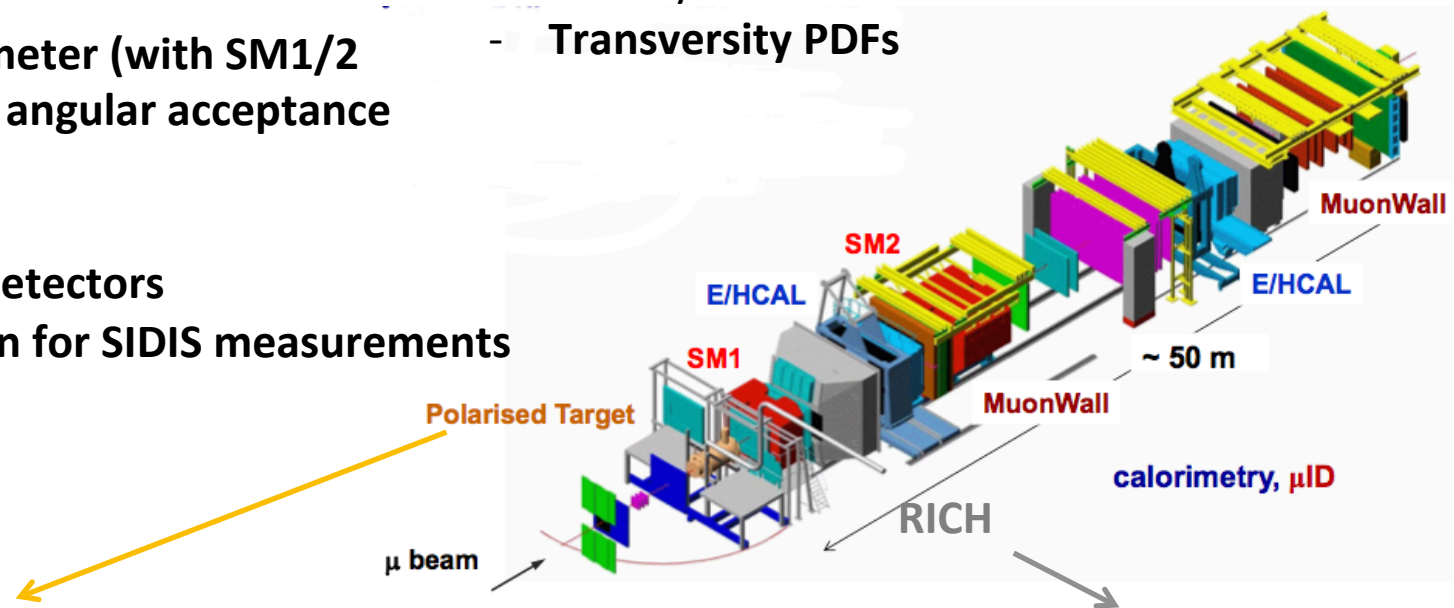 meter (with SM1/2
angular acceptance
- Transversity PDFs
etectors
n for SIDIS measurements
MuonWall
SM2
E/HCAL
E/HCAL
SM1
~ 50 m
MuonWall
Polarised Target
calorimetry, μID
RICH
μ beam